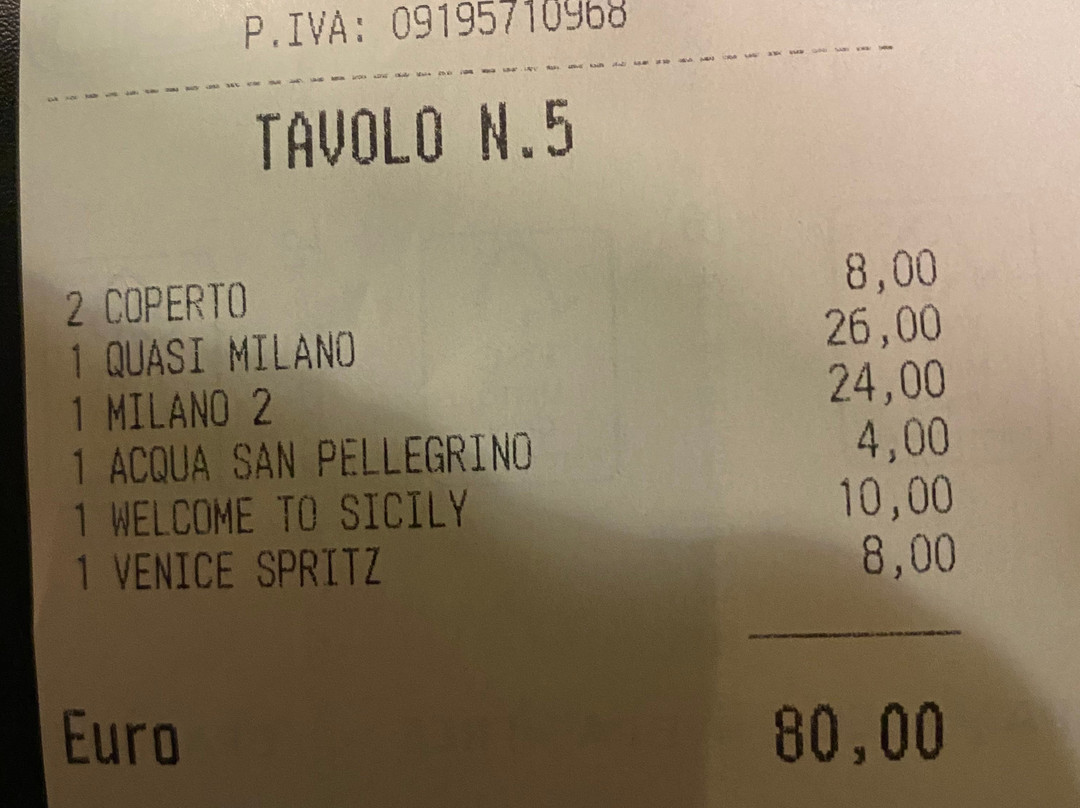 P.IVA: 09195710968
TAVOLO N.5
2 COPERTO 8,00
1 QUASI MILANO 26,00
1 MILANO 2 24,00
1 ACQUA SAN PELLEGRINO 4,00
1 WELCOME TO SICILY 10,00
1 VENICE SPRITZ 8,00
Euro 80,00